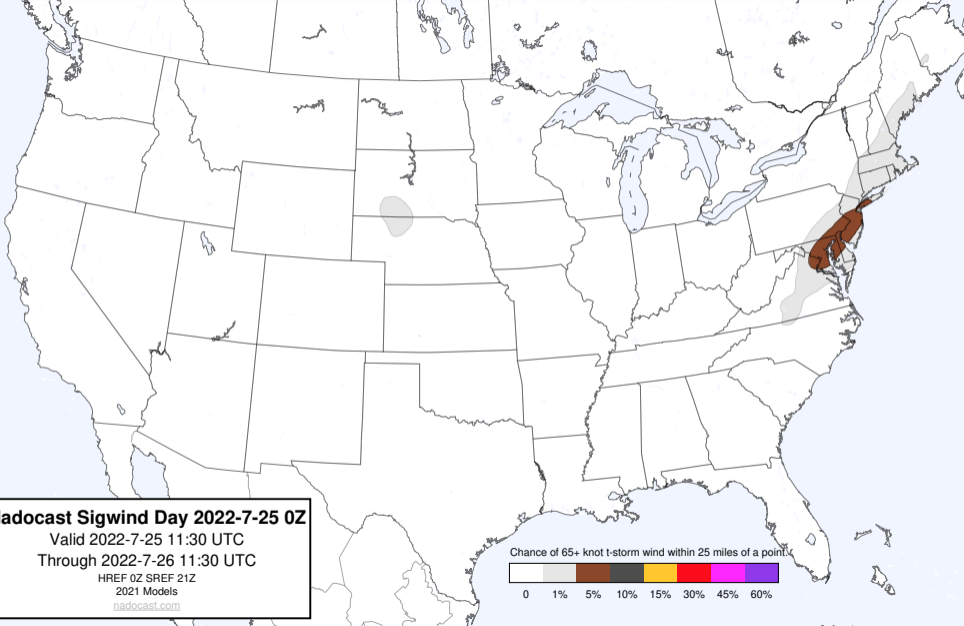 adocast Sigwind Day 2022-7-25 0Z
Valid 2022-7-25 11:30 UTC
Through 2022-7-26 11:30 UTC
HREF 0Z SREF 21Z
2021 Models
nadocast.com
Chance of 65+ knot t-storm wind within 25 miles of a point.
0 1% 5% 10% 15% 30% 45% 60%